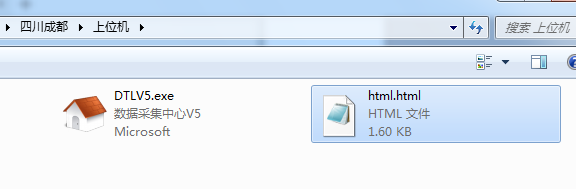 四川成都 上位机 搜索 上位机
DTLV5.exe
数据采集中心V5
Microsoft
html.html
HTML 文件
1.60 KB